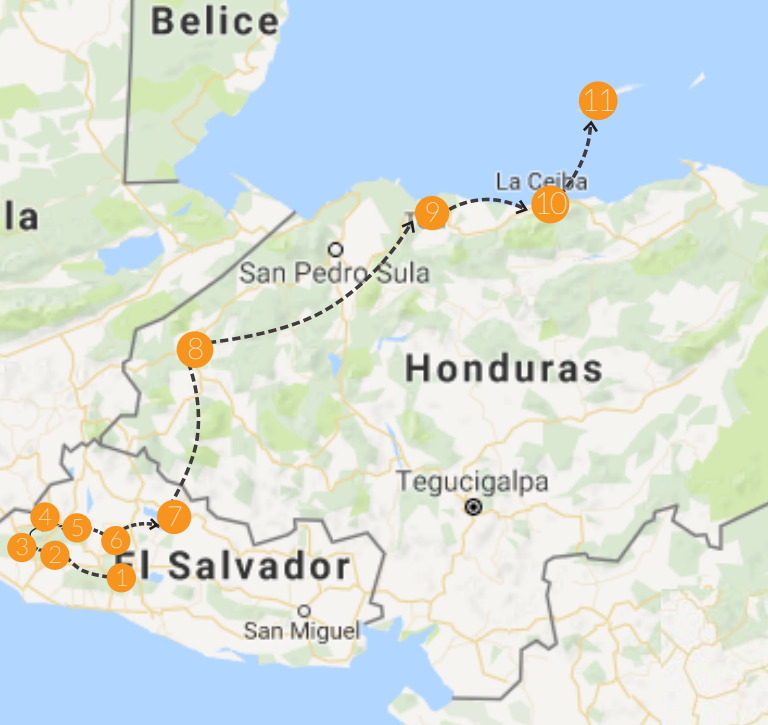 Belice
11
La Ceiba
10
9
la
San Pedro Sula
8
Honduras
Tegucigalpa
4
5
7
3
2
6
El Salvador
1
San Miguel